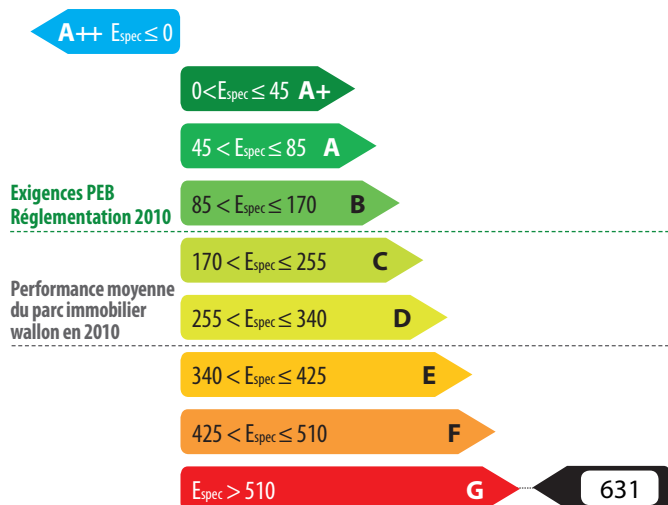 A++ Espec ≤ 0
0<Espec ≤ 45 A+
45 < Espec ≤ 85 A
Exigences PEB
Réglementation 2010
85 < Espec ≤ 170 B
170 < Espec ≤ 255 C
Performance moyenne
du parc immobilier
wallon en 2010
255 < Espec ≤ 340 D
340 < Espec ≤ 425 E
425 < Espec ≤ 510 F
Espec > 510 G 631